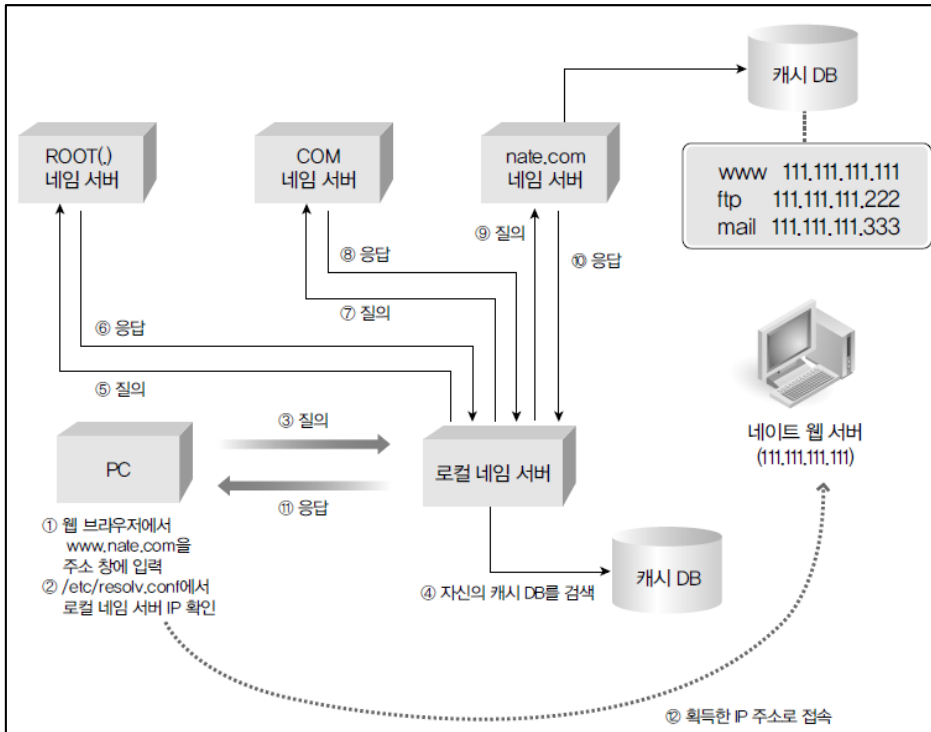 캐시 DB
ROOT(.)
네임 서버
COM
네임 서버
nate.com
네임 서버
www 111.111.111.111
ftp 111.111.111.222
mail 111.111.111.333
⑨ 질의
⑧ 응답
⑩ 응답
⑦ 질의
⑥ 응답
⑤ 질의
③ 질의
PC
로컬 네임 서버
⑪ 응답
네이트 웹 서버
(111.111.111.111)
① 웹 브라우저에서
www.nate.com을
주소 창에 입력
② /etc/resolv.conf에서
로컬 네임 서버 IP 확인
④ 자신의 캐시 DB를 검색
캐시 DB
⑫ 획득한 IP 주소로 접속